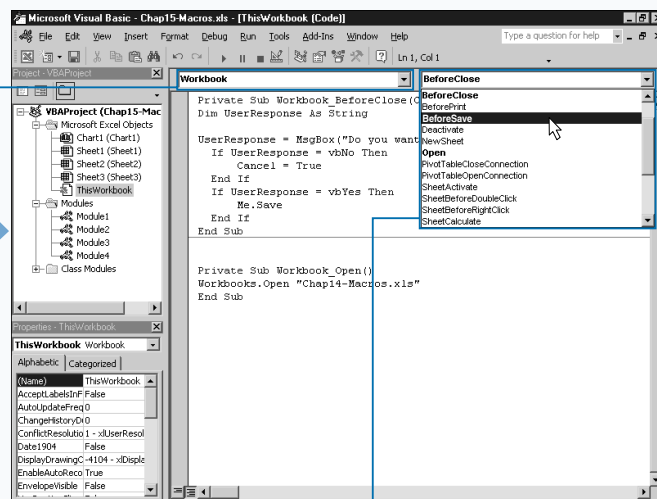 Microsoft Visual Basic - Chap15-Macros.xls - [ThisWorkbook (Code)]
File Edit View Insert Format Debug Run Tools Add-Ins Window Help
Type a question for help
Ln 1, Col 1
Project - VBAProject
VBAProject (Chap15-Mac
Microsoft Excel Objects
Chart1 (Chart1)
Sheet1 (Sheet1)
Sheet2 (Sheet2)
Sheet3 (Sheet3)
ThisWorkbook
Modules
Module1
Module2
Module3
Module4
Class Modules
Properties - ThisWorkbook
ThisWorkbook Workbook
Alphabetic Categorized
(Name) ThisWorkbook
AcceptLabelsInF False
AutoUpdateFreq 0
ChangeHistoryD 0
ConflictResolutio 1 - xlUserResol
Date1904 False
DisplayDrawingC -4104 - xlDispla
EnableAutoReco True
EnvelopeVisible False
Workbook
BeforeClose
Private Sub Workbook_BeforeClose(C
Dim UserResponse As String
UserResponse = MsgBox("Do you want
If UserResponse = vbNo Then
Cancel = True
End If
If UserResponse = vbYes Then
Me.Save
End If
End Sub
Private Sub Workbook_Open()
Workbooks.Open "Chap14-Macros.xls"
End Sub
BeforeClose
BeforePrint
BeforeSave
Deactivate
NewSheet
Open
PivotTableCloseConnection
PivotTableOpenConnection
SheetActivate
SheetBeforeDoubleClick
SheetBeforeRightClick
SheetCalculate